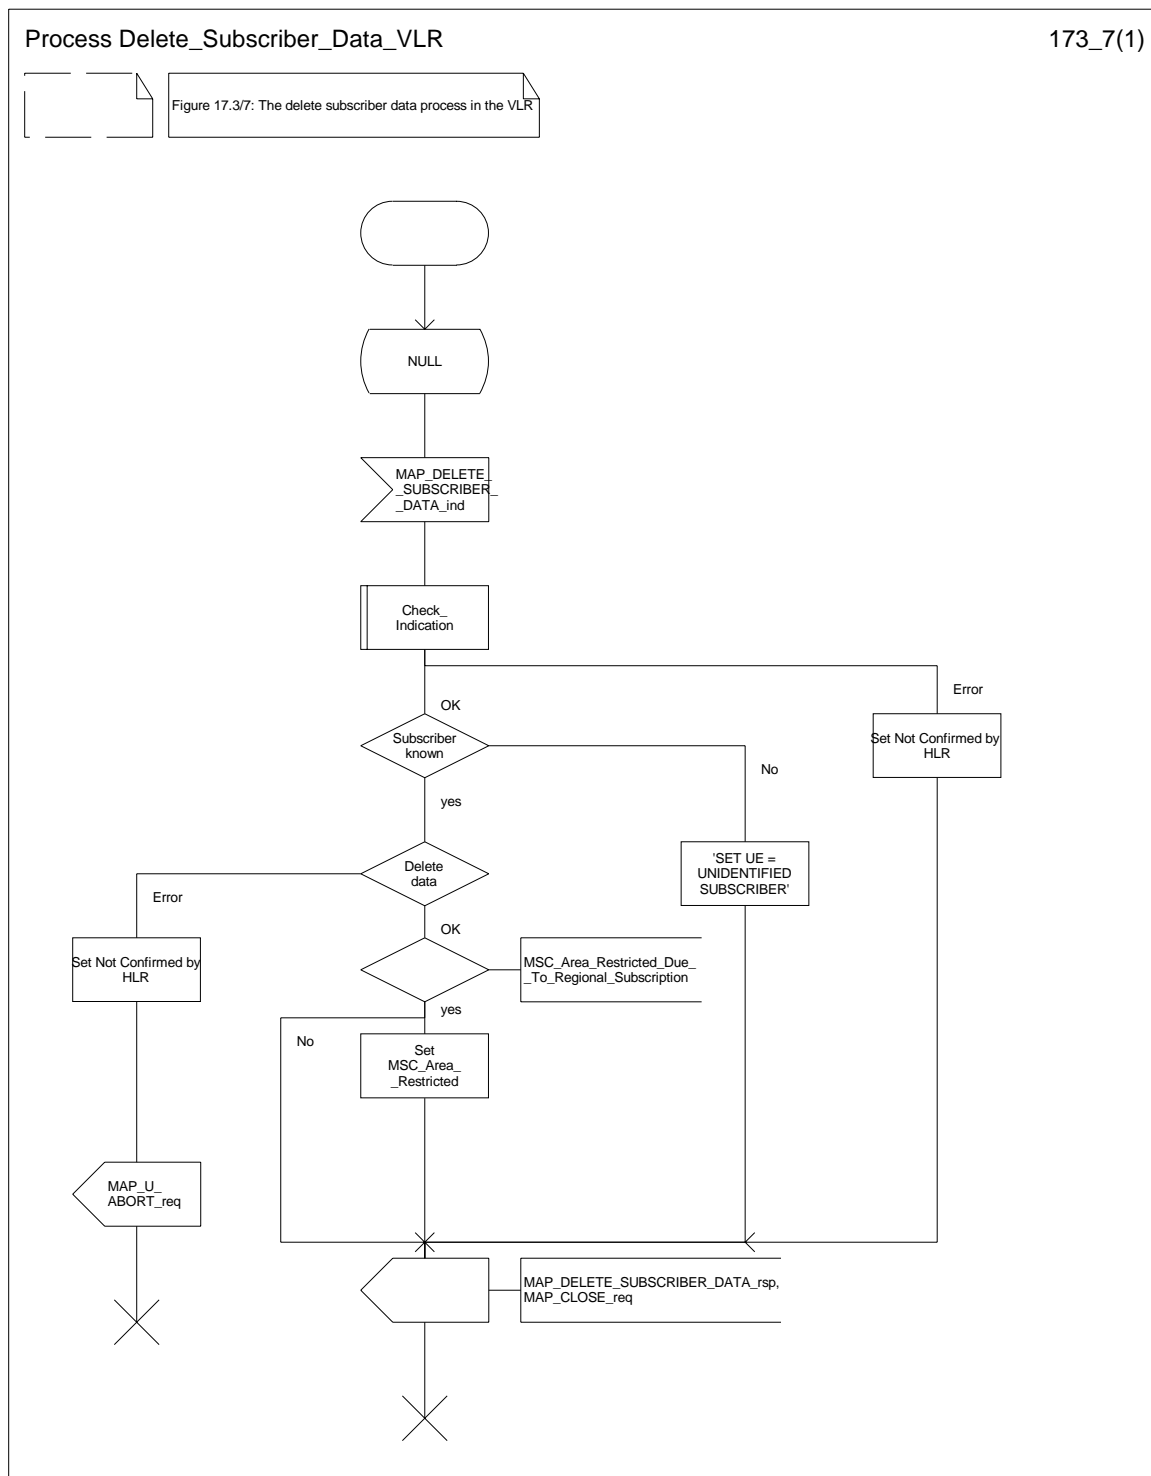 Process Delete_Subscriber_Data_VLR
173_7(1)
Figure 17.3/7: The delete subscriber data process in the VLR
NULL
MAP_DELETE_
_SUBSCRIBER_
_DATA_ind
Check_
Indication
Error
OK
Subscriber
known
Set Not Confirmed by
HLR
No
yes
Delete
data
'SET UE =
UNIDENTIFIED
SUBSCRIBER'
Error
OK
Set Not Confirmed by
HLR
MSC_Area_Restricted_Due_
_To_Regional_Subscription
yes
No
Set
MSC_Area_
_Restricted
MAP_U_
ABORT_req
MAP_DELETE_SUBSCRIBER_DATA_rsp,
MAP_CLOSE_req